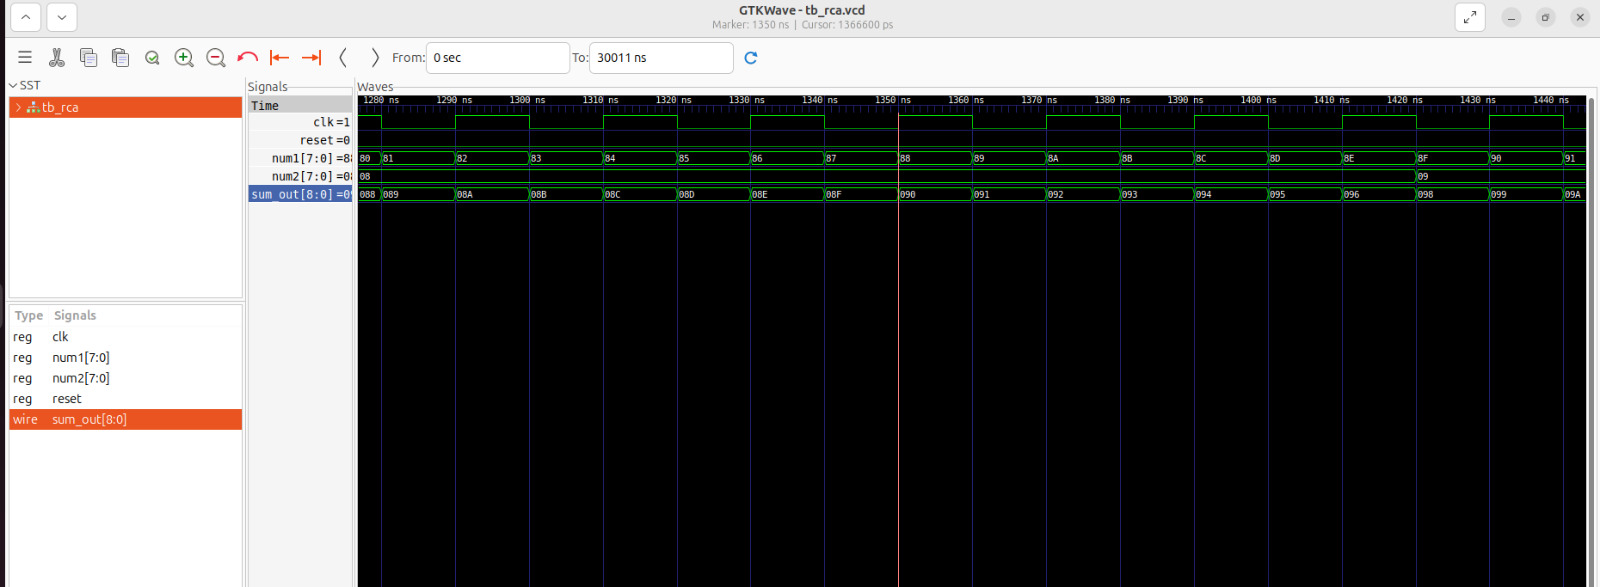 GTKWave - tb_rca.vcd
Marker: 1350 ns | Cursor: 1366600 ps
From: 0 sec To: 30011 ns
SST
tb_rca
Type Signals
reg clk
reg num1[7:0]
reg num2[7:0]
reg reset
wire sum_out[8:0]
Signals
Time
clk =1
reset =0
num1[7:0] =88
num2[7:0] =08
sum_out[8:0] =09
Waves
1280 ns 1290 ns 1300 ns 1310 ns 1320 ns 1330 ns 1340 ns 1350 ns 1360 ns 1370 ns 1380 ns 1390 ns 1400 ns 1410 ns 1420 ns 1430 ns 1440 ns
80 81 82 83 84 85 86 87 88 89 8A 8B 8C 8D 8E 8F 90 91
08 09
088 089 08A 08B 08C 08D 08E 08F 090 091 092 093 094 095 096 098 099 09A